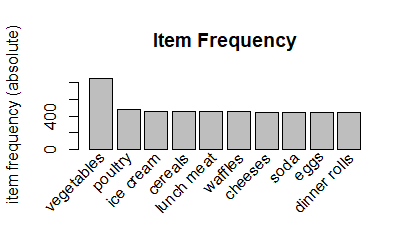 Item Frequency
item frequency (absolute)
400
0
vegetables
poultry
ice cream
cereals
lunch meat
waffles
cheeses
soda
eggs
dinner rolls